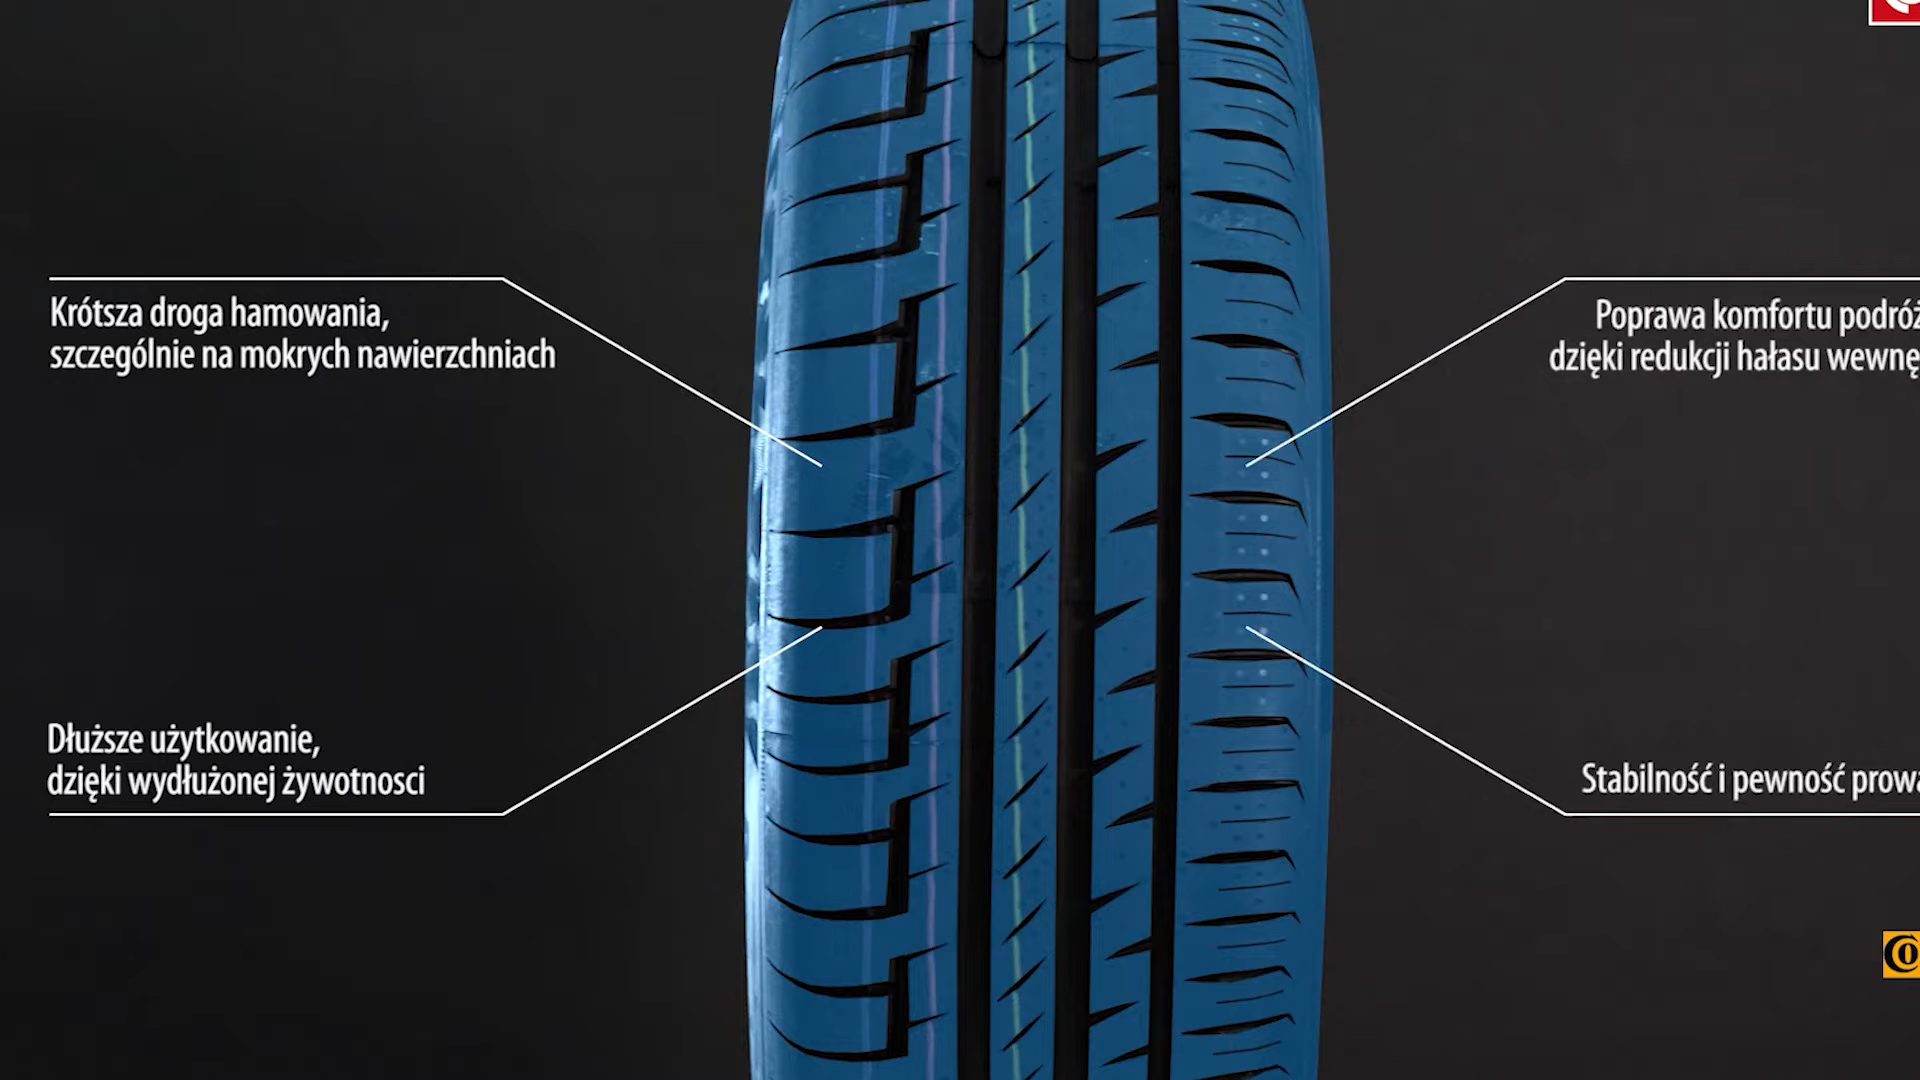 Krótsza droga hamowania,
szczególnie na mokrych nawierzchniach
Poprawa komfortu
dzięki redukcji hałasu
Dłuższe użytkowanie,
dzięki wydłużonej żywotnosci
Stabilność i pewność